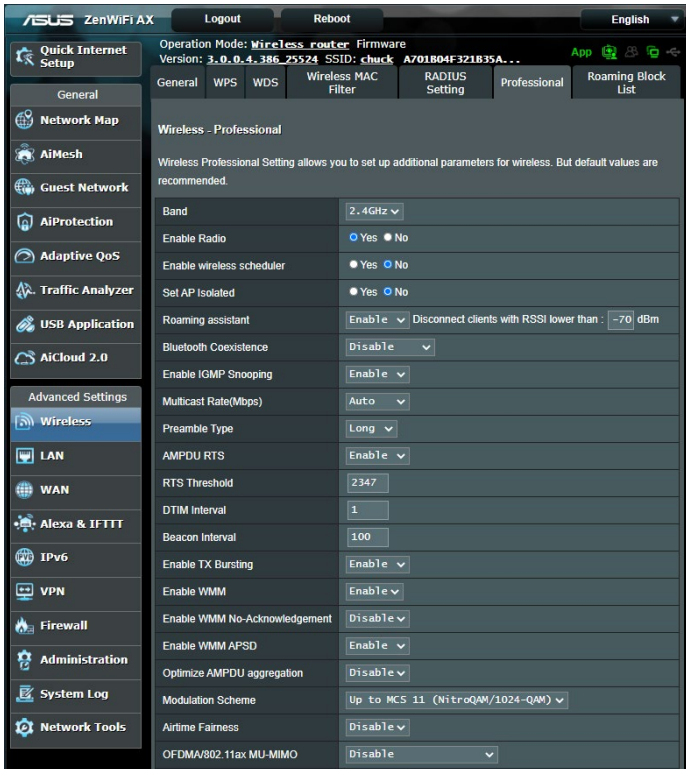 ASUS ZenWiFi AX
Logout
Reboot
English
Quick Internet
Setup
Operation Mode: Wireless router Firmware
Version: 3.0.0.4.386_25524 SSID: chuck A701B04F321B35A...
App
General
WPS
WDS
Wireless MAC
Filter
RADIUS
Setting
Professional
Roaming Block
List
General
Network Map
AiMesh
Guest Network
AiProtection
Adaptive QoS
Traffic Analyzer
USB Application
AiCloud 2.0
Advanced Settings
Wireless
LAN
WAN
Alexa & IFTTT
IPv6
VPN
Firewall
Administration
System Log
Network Tools
Wireless - Professional
Wireless Professional Setting allows you to set up additional parameters for wireless. But default values are
recommended.
Band 2.4GHz
Enable Radio Yes No
Enable wireless scheduler Yes No
Set AP Isolated Yes No
Roaming assistant Enable Disconnect clients with RSSI lower than : -70 dBm
Bluetooth Coexistence Disable
Enable IGMP Snooping Enable
Multicast Rate(Mbps) Auto
Preamble Type Long
AMPDU RTS Enable
RTS Threshold 2347
DTIM Interval 1
Beacon Interval 100
Enable TX Bursting Enable
Enable WMM Enable
Enable WMM No-Acknowledgement Disable
Enable WMM APSD Enable
Optimize AMPDU aggregation Disable
Modulation Scheme Up to MCS 11 (NitroQAM/1024-QAM)
Airtime Fairness Disable
OFDMA/802.11ax MU-MIMO Disable